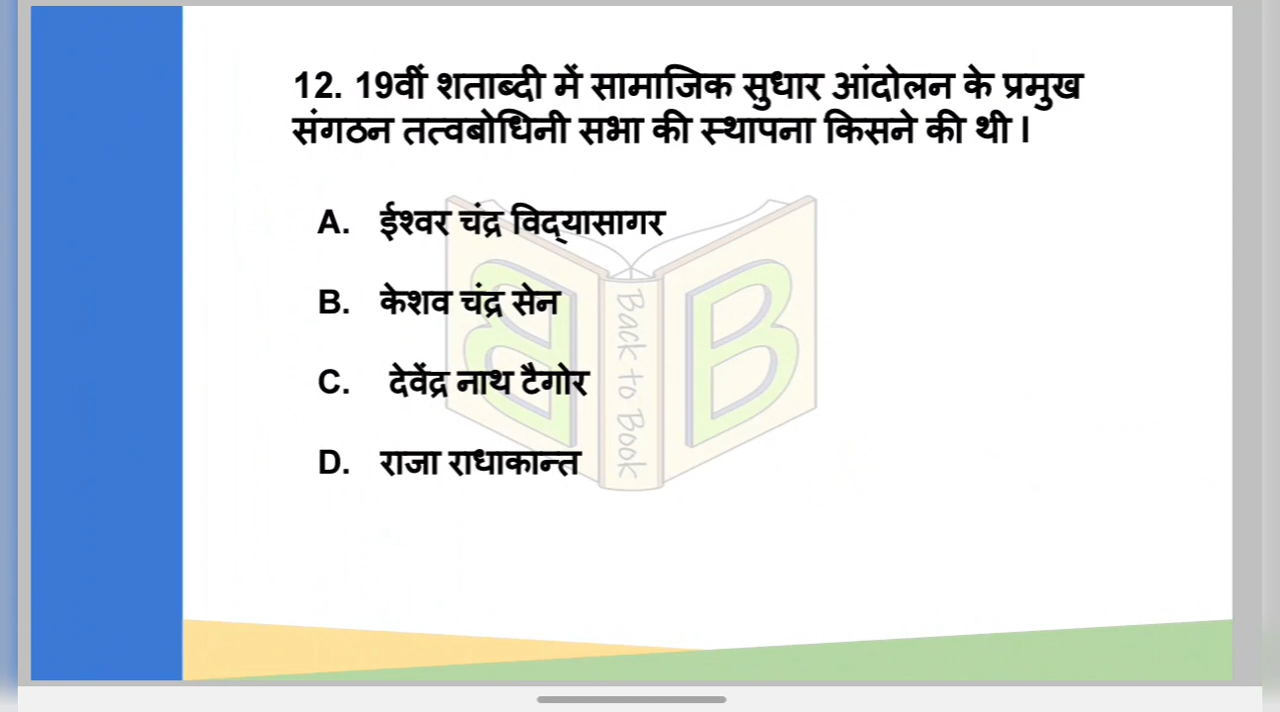 12. 19वीं शताब्दी में सामाजिक सुधार आंदोलन के प्रमुख
संगठन तत्वबोधिनी सभा की स्थापना किसने की थी I
A. ईश्वर चंद्र विद्यासागर
B. केशव चंद्र सेन
C. देवेंद्र नाथ टैगोर
D. राजा राधाकान्त
B B
Back to Book